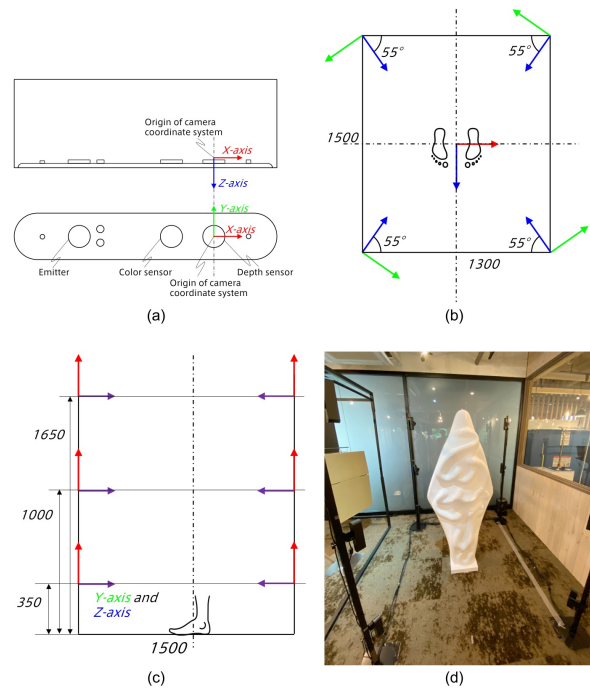 Origin of camera
coordinate system
X-axis
Z-axis
Y-axis
X-axis
Emitter
Color sensor
Depth sensor
Origin of camera
coordinate system
(a)
55°
55°
1500
55°
55°
1300
(b)
1650
1000
350
Y-axis and
Z-axis
1500
(c)
(d)